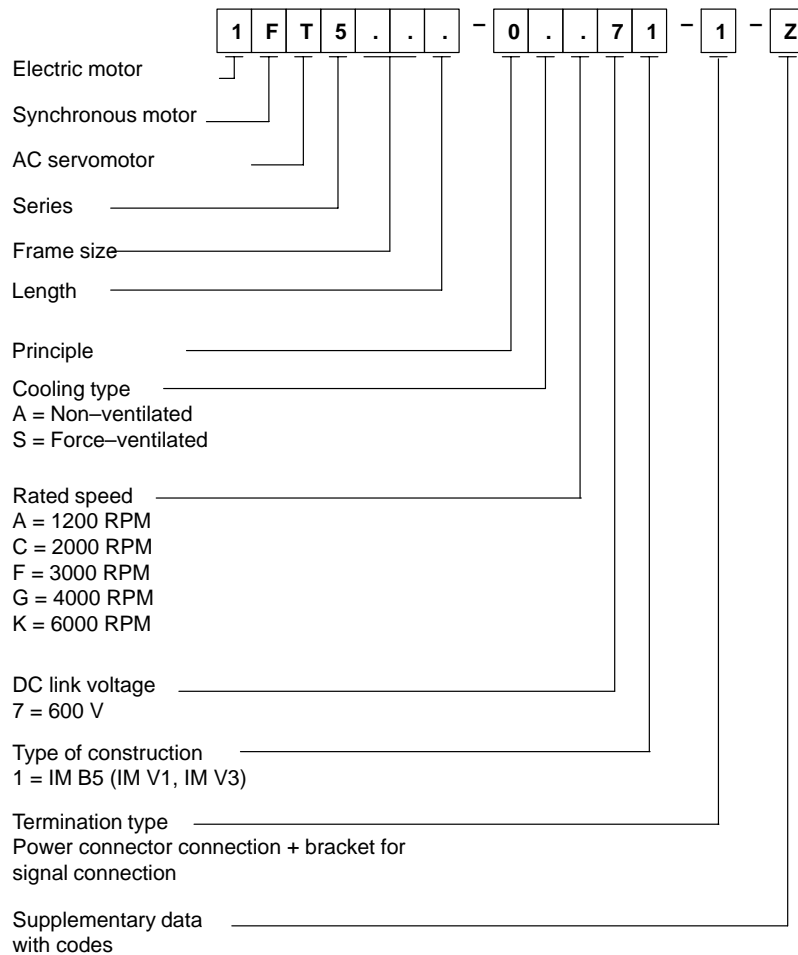 1 F T 5 . . . – 0 . . 7 1 – 1 – Z
Electric motor
Synchronous motor
AC servomotor
Series
Frame size
Length
Principle
Cooling type
A = Non–ventilated
S = Force–ventilated
Rated speed
A = 1200 RPM
C = 2000 RPM
F = 3000 RPM
G = 4000 RPM
K = 6000 RPM
DC link voltage
7 = 600 V
Type of construction
1 = IM B5 (IM V1, IM V3)
Termination type
Power connector connection + bracket for
signal connection
Supplementary data
with codes